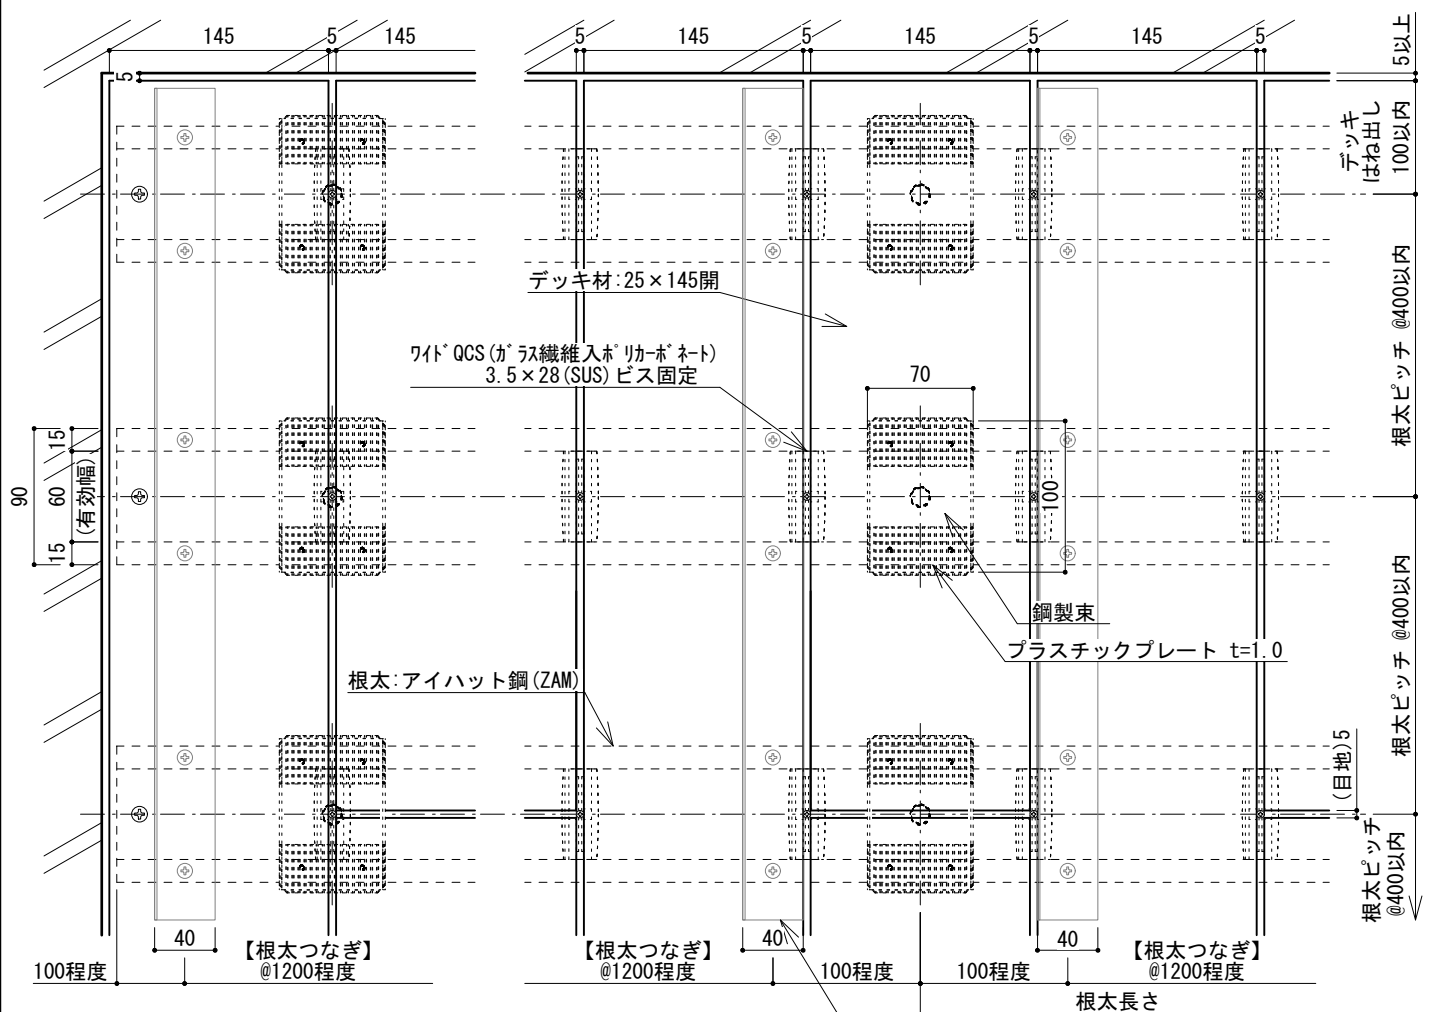 145
5
145
5
145
5
145
5
145
5
5以上
5
デッキ
はね出し
100以内
デッキ材:25×145開
根太ピッチ @400以内
ワイドQCS(ガラス繊維入ポリカーボネート)
3.5×28(SUS)ビス固定
70
90
15
60
(有効幅)
15
100
鋼製束
プラスチックプレート t=1.0
根太:アイハット鋼(ZAM)
根太ピッチ @400以内
(目地)5
根太ピッチ
@400以内
40
【根太つなぎ】
@1200程度
100程度
【根太つなぎ】
@1200程度
40
100程度
100程度
40
【根太つなぎ】
@1200程度
根太長さ